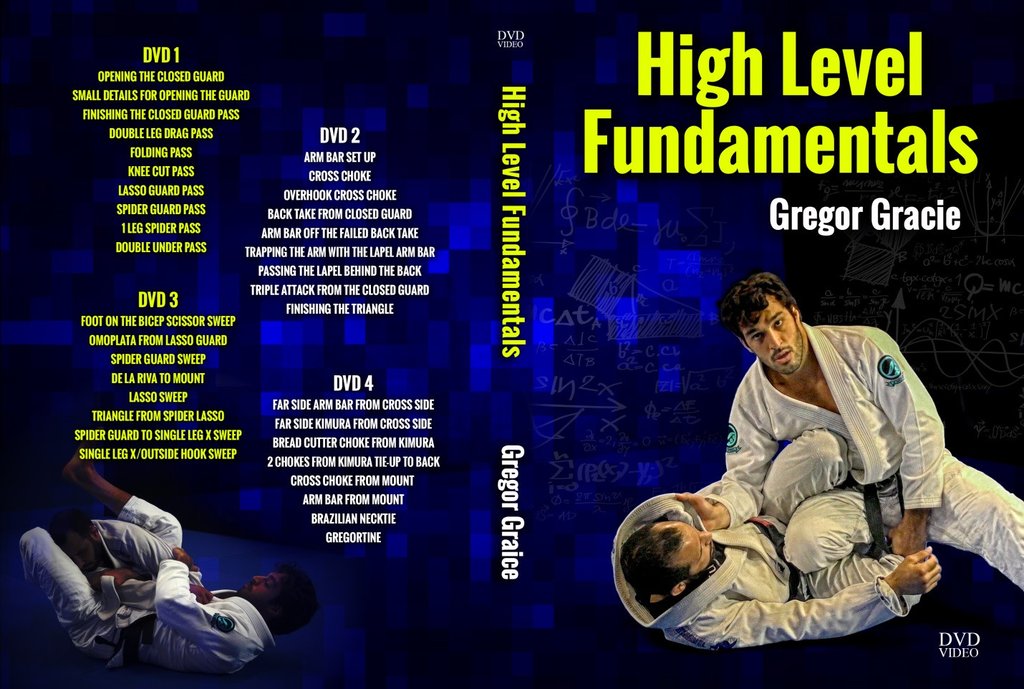 DVD 1
OPENING THE CLOSED GUARD
SMALL DETAILS FOR OPENING THE GUARD
FINISHING THE CLOSED GUARD PASS
DOUBLE LEG DRAG PASS
FOLDING PASS
KNEE CUT PASS
LASSO GUARD PASS
SPIDER GUARD PASS
1 LEG SPIDER PASS
DOUBLE UNDER PASS
DVD 2
ARM BAR SET UP
CROSS CHOKE
OVERHOOK CROSS CHOKE
BACK TAKE FROM CLOSED GUARD
ARM BAR OFF THE FAILED BACK TAKE
TRAPPING THE ARM WITH THE LAPEL ARM BAR
PASSING THE LAPEL BEHIND THE BACK
TRIPLE ATTACK FROM THE CLOSED GUARD
FINISHING THE TRIANGLE
DVD 3
FOOT ON THE BICEP SCISSOR SWEEP
OMOPLATA FROM LASSO GUARD
SPIDER GUARD SWEEP
DE LA RIVA TO MOUNT
LASSO SWEEP
TRIANGLE FROM SPIDER LASSO
SPIDER GUARD TO SINGLE LEG X SWEEP
SINGLE LEG X/OUTSIDE HOOK SWEEP
DVD 4
FAR SIDE ARM BAR FROM CROSS SIDE
FAR SIDE KIMURA FROM CROSS SIDE
BREAD CUTTER CHOKE FROM KIMURA
2 CHOKES FROM KIMURA TIE-UP TO BACK
CROSS CHOKE FROM MOUNT
ARM BAR FROM MOUNT
BRAZILIAN NECKTIE
GREGORTINE
DVD
VIDEO
High Level Fundamentals
Gregor Graice
High Level
Fundamentals
Gregor Gracie
DVD
VIDEO